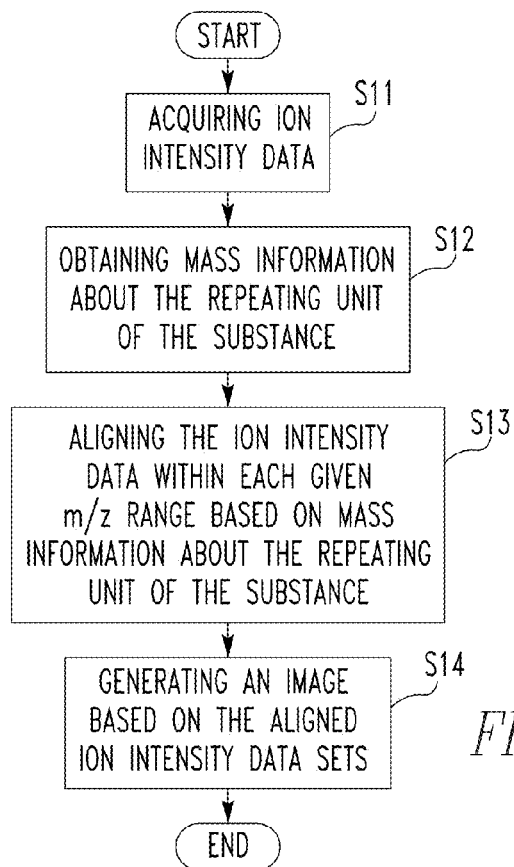 START
S11
ACQUIRING ION
INTENSITY DATA
S12
OBTAINING MASS INFORMATION
ABOUT THE REPEATING UNIT
OF THE SUBSTANCE
S13
ALIGNING THE ION INTENSITY
DATA WITHIN EACH GIVEN
m/z RANGE BASED ON MASS
INFORMATION ABOUT THE REPEATING
UNIT OF THE SUBSTANCE
S14
GENERATING AN IMAGE
BASED ON THE ALIGNED
ION INTENSITY DATA SETS
END